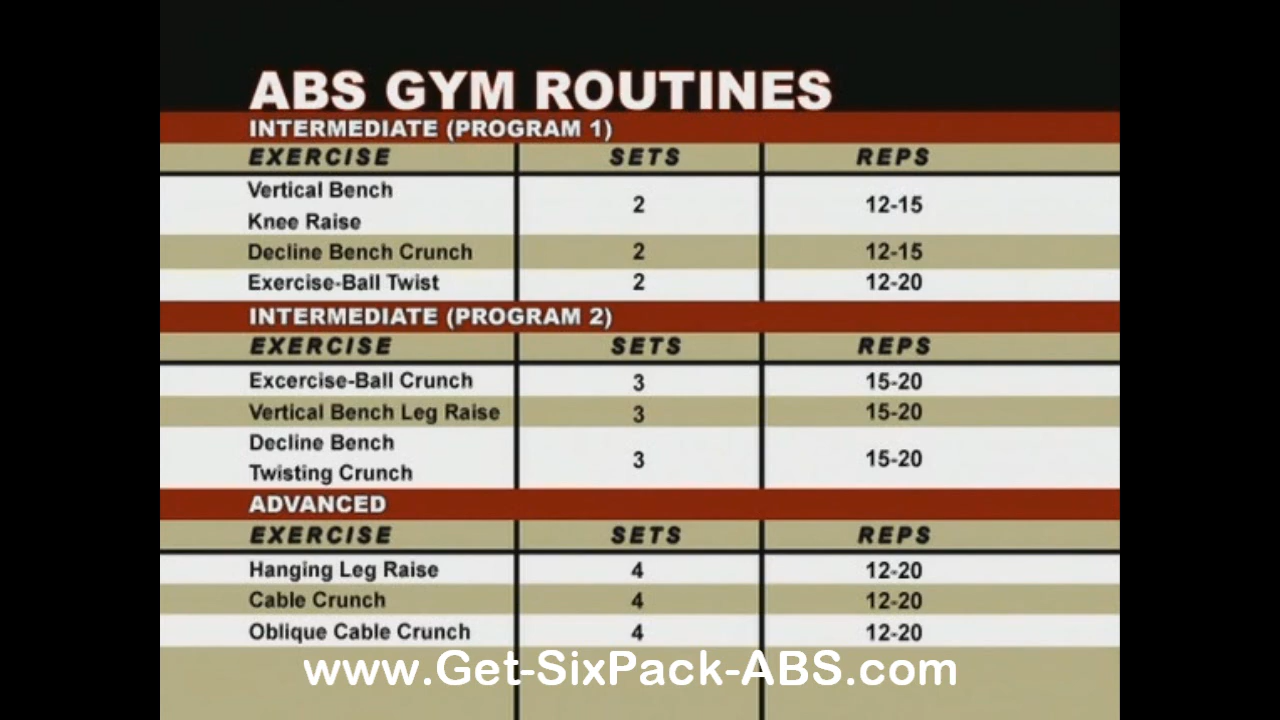 ABS GYM ROUTINES
INTERMEDIATE (PROGRAM 1)
EXERCISE SETS REPS
Vertical Bench
Knee Raise 2 12-15
Decline Bench Crunch 2 12-15
Exercise-Ball Twist 2 12-20
INTERMEDIATE (PROGRAM 2)
EXERCISE SETS REPS
Excercise-Ball Crunch 3 15-20
Vertical Bench Leg Raise 3 15-20
Decline Bench
Twisting Crunch 3 15-20
ADVANCED
EXERCISE SETS REPS
Hanging Leg Raise 4 12-20
Cable Crunch 4 12-20
Oblique Cable Crunch 4 12-20
www.Get-SixPack-ABS.com